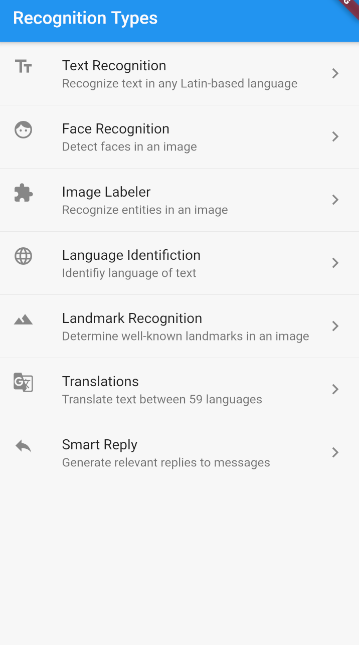 Recognition Types
Text Recognition
Recognize text in any Latin-based language
Face Recognition
Detect faces in an image
Image Labeler
Recognize entities in an image
Language Identifiction
Identifiy language of text
Landmark Recognition
Determine well-known landmarks in an image
Translations
Translate text between 59 languages
Smart Reply
Generate relevant replies to messages